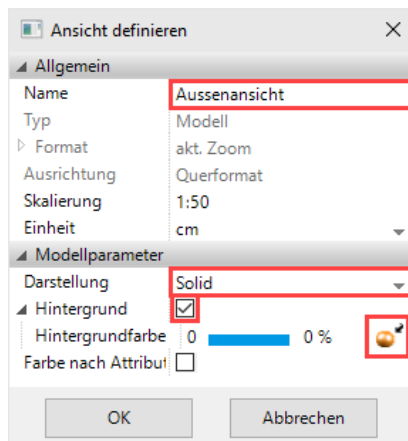 Ansicht definieren
Allgemein
Name Aussenansicht
Typ Modell
Format akt. Zoom
Ausrichtung Querformat
Skalierung 1:50
Einheit cm
Modellparameter
Darstellung Solid
Hintergrund
Hintergrundfarbe 0 0 %
Farbe nach Attribut
OK Abbrechen